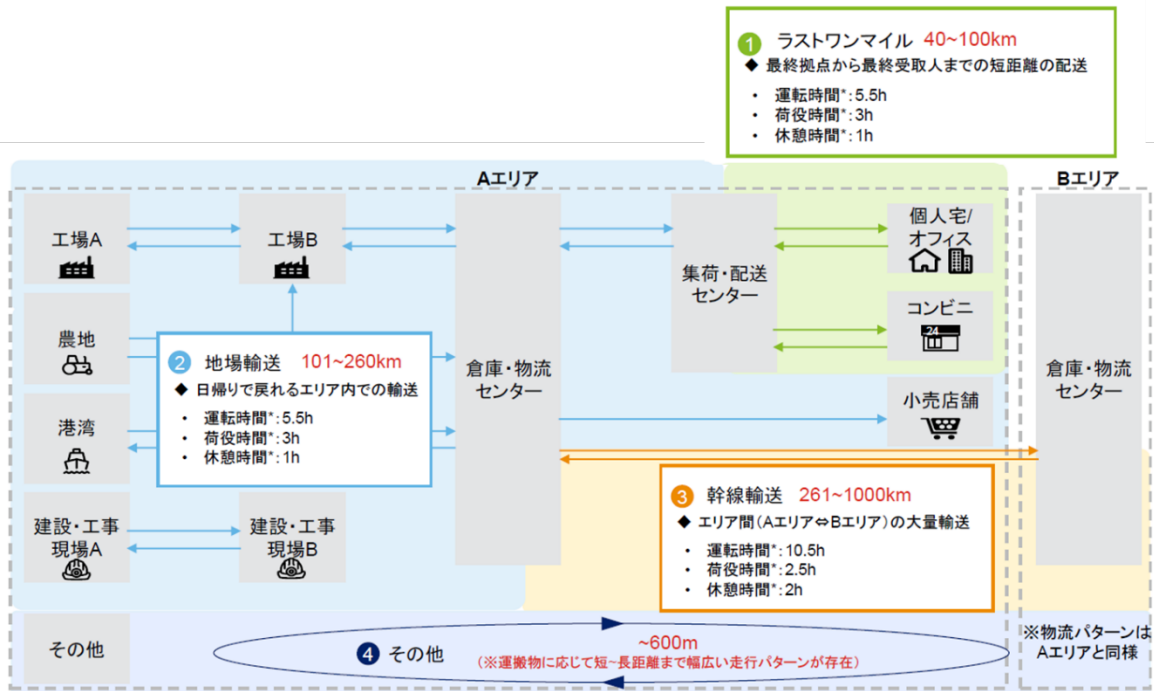 1 ラストワンマイル 40~100km
◆ 最終拠点から最終受取人までの短距離の配送
・ 運転時間*:5.5h
・ 荷役時間*:3h
・ 休憩時間*:1h
Aエリア
Bエリア
工場A
工場B
倉庫・物流
センター
集荷・配送
センター
個人宅/
オフィス
倉庫・物流
センター
農地
コンビニ
24
2 地場輸送 101~260km
◆ 日帰りで戻れるエリア内での輸送
・ 運転時間*:5.5h
・ 荷役時間*:3h
・ 休憩時間*:1h
港湾
小売店舗
3 幹線輸送 261~1000km
◆ エリア間(Aエリア⇔Bエリア)の大量輸送
・ 運転時間*:10.5h
・ 荷役時間*:2.5h
・ 休憩時間*:2h
建設・工事
現場A
建設・工事
現場B
その他
4 その他
~600m
(※運搬物に応じて短~長距離まで幅広い走行パターンが存在)
※物流パターンは
Aエリアと同様